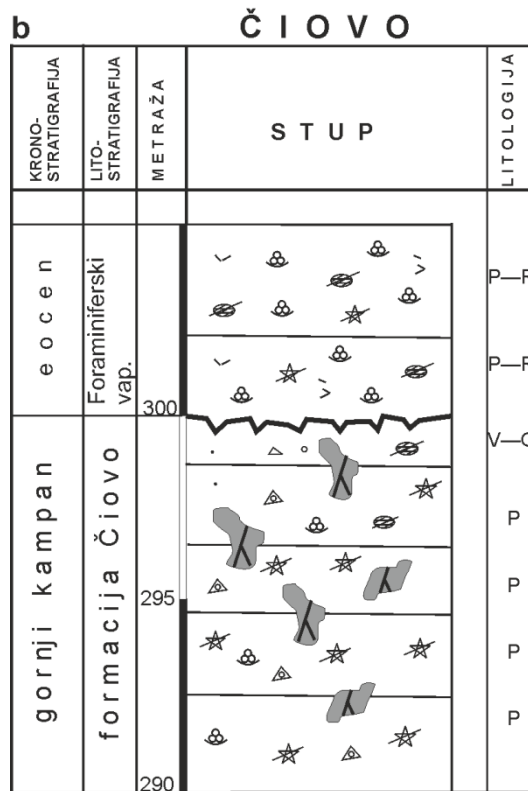 b
ČIOVO
KRONO-
STRATIGRAFIJA
LITO-
STRATIGRAFIJA
METRAŽA
STUP
LITOLOGIJA
eocen
Foraminiferski
vap.
P—
P—
300
V—
gornji kampan
formacija Čiovo
P
295
P
P
P
290